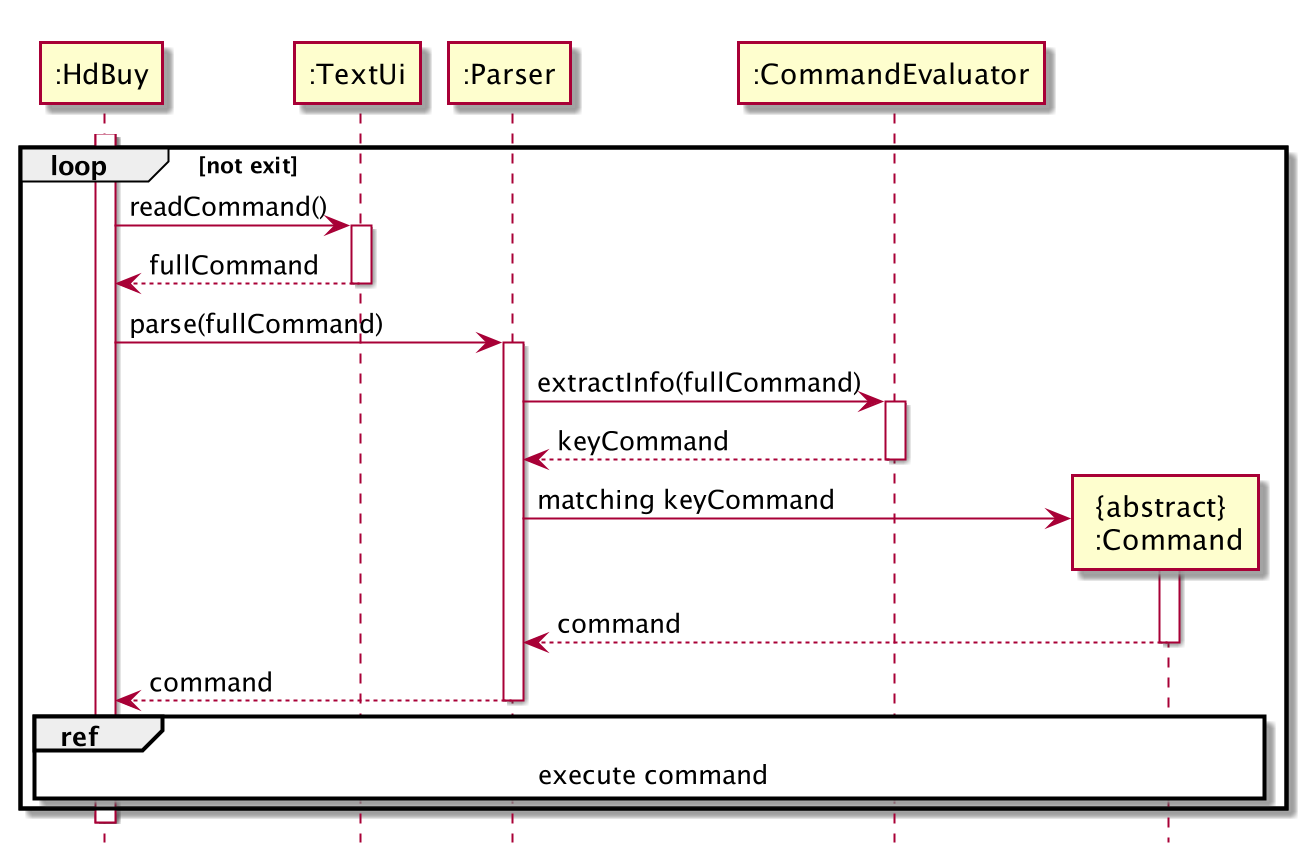 :HdBuy
:TextUi
:Parser
:CommandEvaluator
loop
[not exit]
readCommand()
fullCommand
parse(fullCommand)
extractInfo(fullCommand)
keyCommand
matching keyCommand
{abstract}
:Command
command
command
ref
execute command